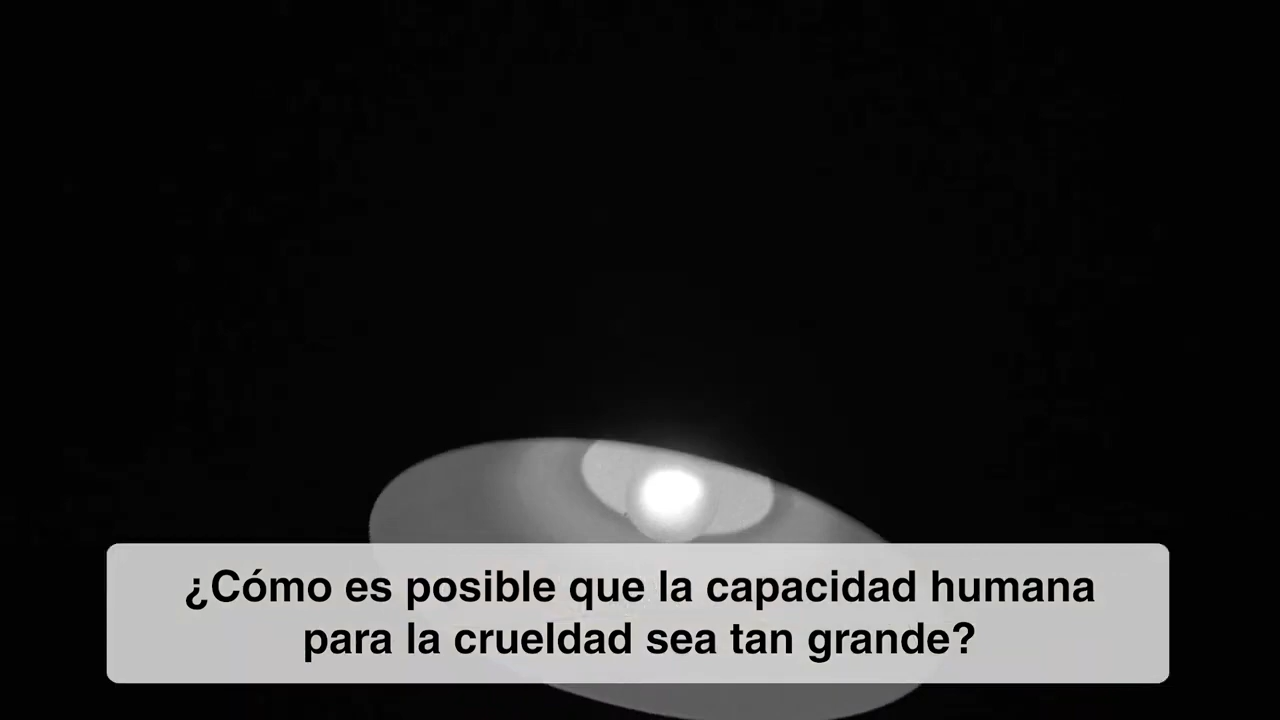 ¿Cómo es posible que la capacidad humana
para la crueldad sea tan grande?